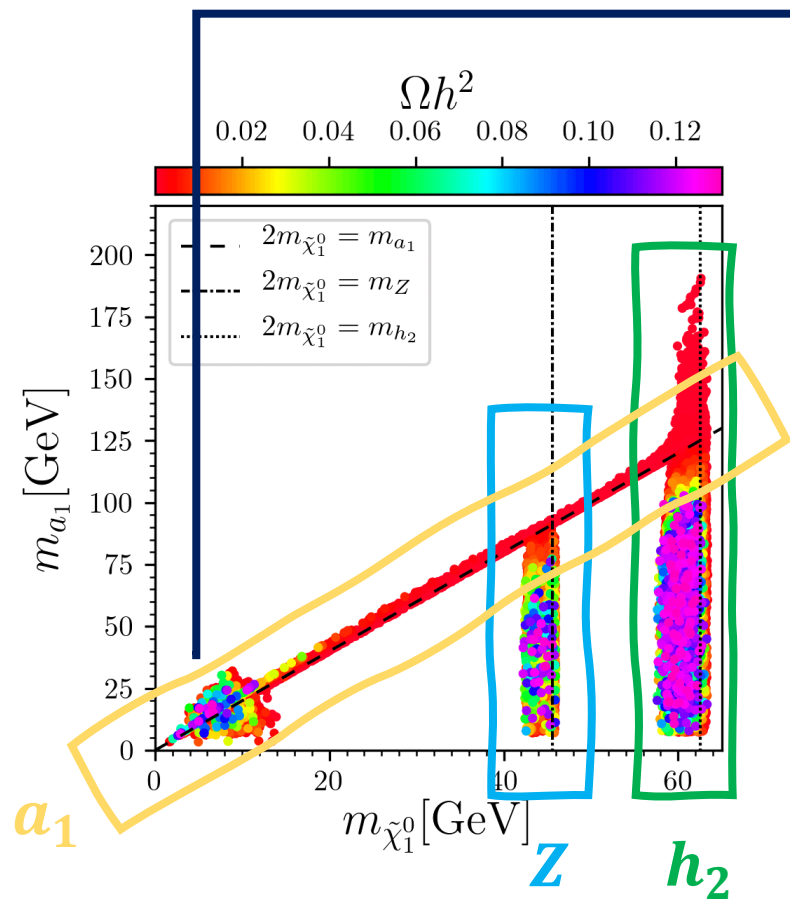 Ωh²
0.02 0.04 0.06 0.08 0.10 0.12
2m_χ̃₁⁰ = m_a₁
2m_χ̃₁⁰ = m_Z
2m_χ̃₁⁰ = m_h₂
200
175
150
125
100
75
50
25
0
m_a₁[GeV]
0 20 40 60
m_χ̃₁⁰[GeV]
a₁
Z
h₂